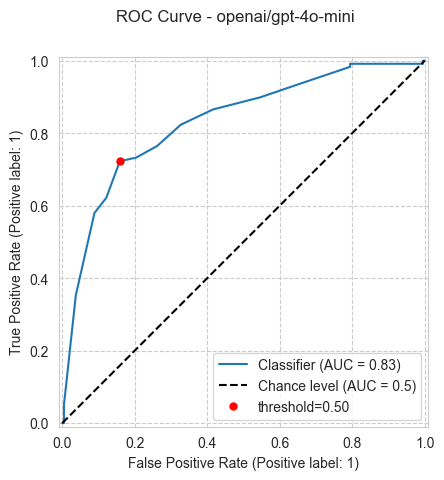 ROC Curve - openai/gpt-4o-mini
1.0
0.8
0.6
0.4
0.2
0.0
True Positive Rate (Positive label: 1)
Classifier (AUC = 0.83)
Chance level (AUC = 0.5)
threshold=0.50
0.0 0.2 0.4 0.6 0.8 1.0
False Positive Rate (Positive label: 1)